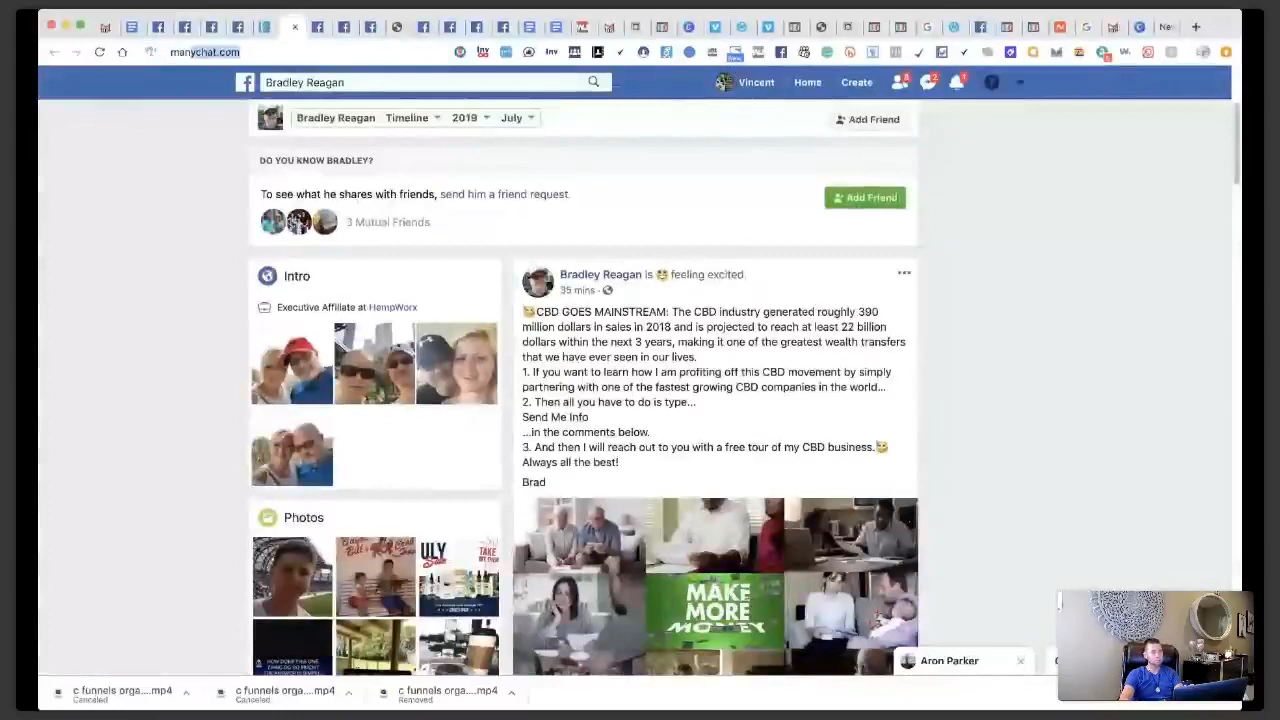 manychat.com
Inv
Inv
Bradley Reagan
Vincent
Home
Create
8
2
1
Bradley Reagan
Timeline
2019
July
Add Friend
DO YOU KNOW BRADLEY?
To see what he shares with friends, send him a friend request.
Add Friend
3 Mutual Friends
Intro
Executive Affiliate at HempWorx
Bradley Reagan is feeling excited.
35 mins ·
CBD GOES MAINSTREAM: The CBD industry generated roughly 390
million dollars in sales in 2018 and is projected to reach at least 22 billion
dollars within the next 3 years, making it one of the greatest wealth transfers
that we have ever seen in our lives.
1. If you want to learn how I am profiting off this CBD movement by simply
partnering with one of the fastest growing CBD companies in the world...
2. Then all you have to do is type...
Send Me Info
...in the comments below.
3. And then I will reach out to you with a free tour of my CBD business.
Always all the best!
Brad
Photos
ULY
TAKE
MAKE
MORE
MONEY
Aron Parker
c funnels orga....mp4
Canceled
c funnels orga....mp4
Canceled
c funnels orga....mp4
Removed